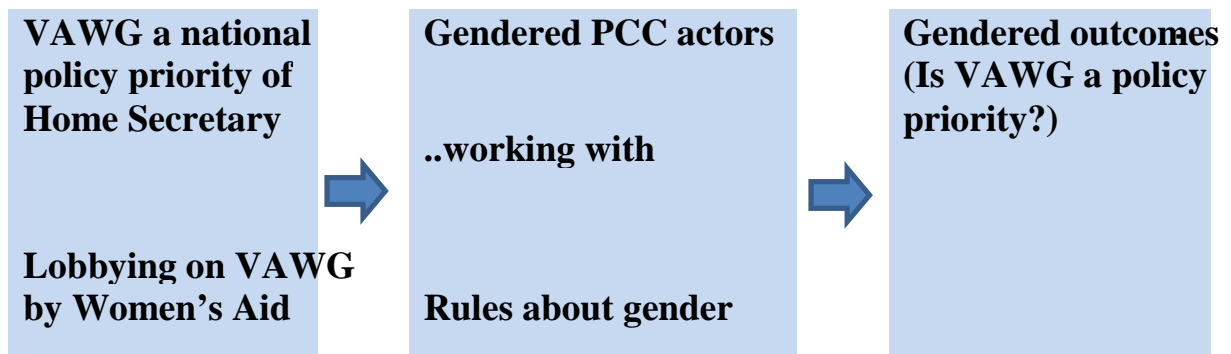 VAWG a national
policy priority of
Home Secretary
Lobbying on VAWG
by Women’s Aid
Gendered PCC actors
..working with
Rules about gender
Gendered outcomes
(Is VAWG a policy
priority?)